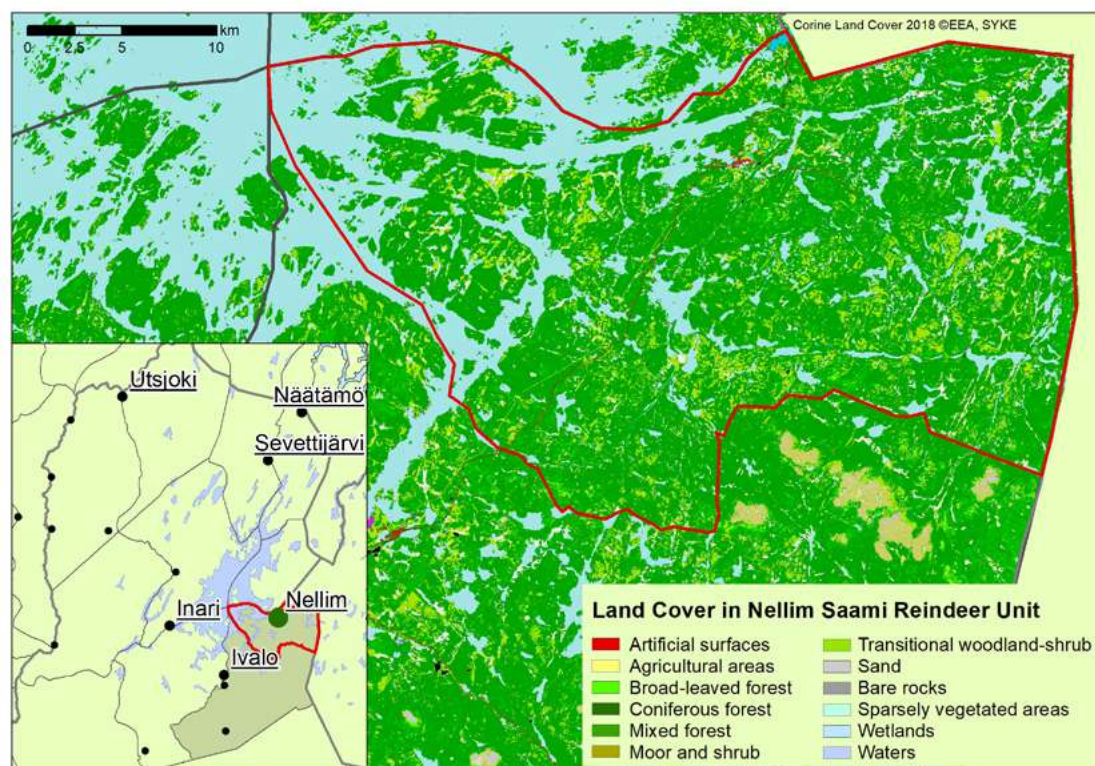 0 2,5 5 10
km
Corine Land Cover 2018 ©EEA, SYKE
Utsjoki
Näätämö
Sevettijärvi
Inari
Nellim
Ivalo
Land Cover in Nellim Saami Reindeer Unit
Artificial surfaces
Agricultural areas
Broad-leaved forest
Coniferous forest
Mixed forest
Moor and shrub
Transitional woodland-shrub
Sand
Bare rocks
Sparsely vegetated areas
Wetlands
Waters